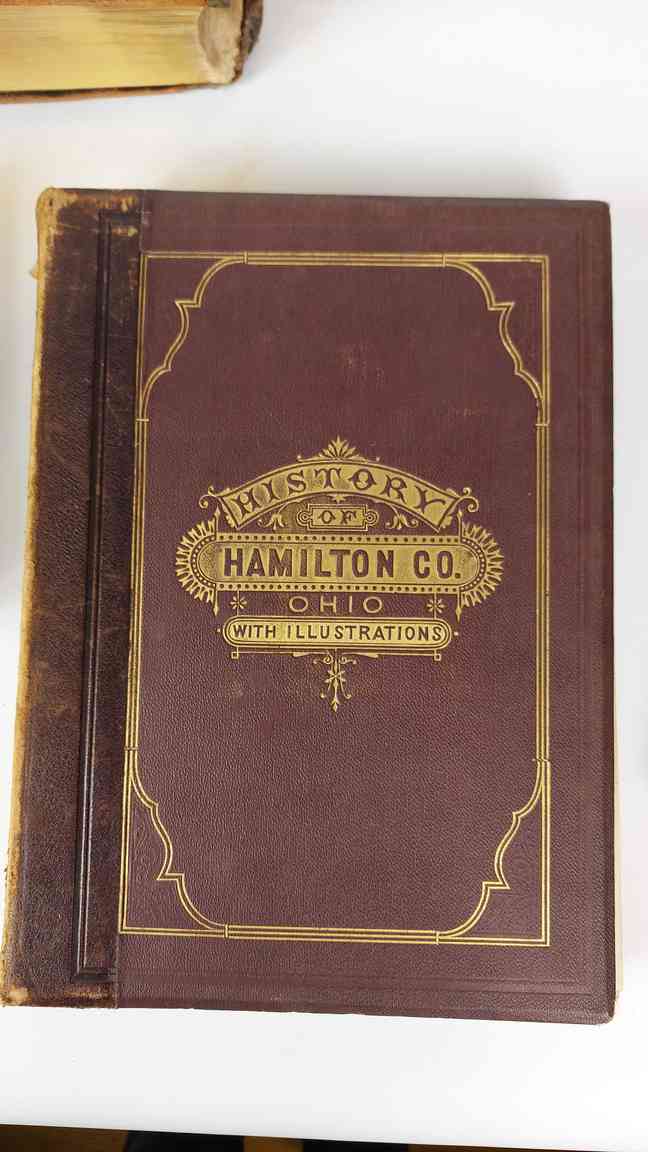 HISTORY
OF
HAMILTON CO.
OHIO
WITH ILLUSTRATIONS